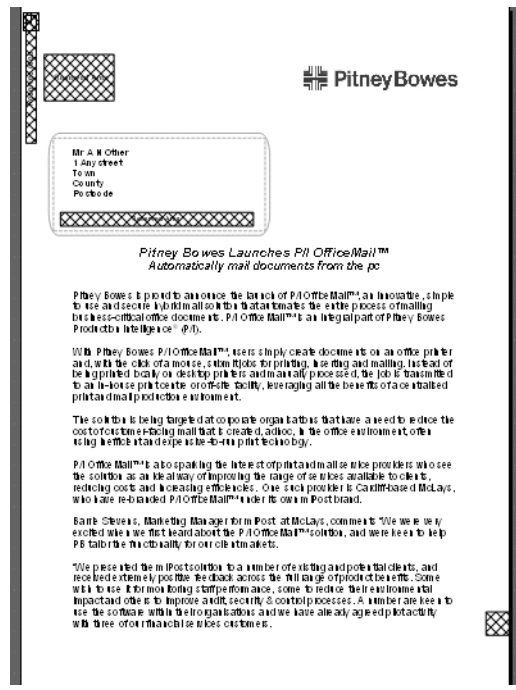 PitneyBowes
Mr A N Other
1 Any street
Town
County
Postcode
Pitney Bowes Launches P/I OfficeMail™
Automatically mail documents from the pc
Pitney Bowes is proud to announce the launch of P/I OfficeMail™, an innovative, simple
to use and secure hybrid mail solution that automates the entire process of mailing
business-critical office documents. P/I OfficeMail™ is an integral part of Pitney Bowes
Production Intelligence® (P/I).
With Pitney Bowes P/I OfficeMail™, users simply create documents on an office printer
and, with the click of a mouse, submit jobs for printing, inserting and mailing. Instead of
being printed locally on desktop printers and manually processed, the job is transmitted
to an in-house print centre or off-site facility, leveraging all the benefits of a centralised
print and mail production environment.
The solution is being targeted at corporate organisations that have a need to reduce the
cost of customer-facing mail that is created, adhoc, in the office environment, often
using inefficient and expensive-to-run print technology.
P/I OfficeMail™ is also sparking the interest of print and mail service providers who see
the solution as an ideal way of improving the range of services available to clients,
reducing costs and increasing efficiencies. One such provider is Cardiff-based McLays,
who have re-branded P/I OfficeMail™ under its own mPost brand.
Barrie Stevens, Marketing Manager for mPost at McLays, comments "We were very
excited when we first heard about the P/I OfficeMail™ solution, and were keen to help
PB tailor the functionality for our client markets.
"We presented the mPost solution to a number of existing and potential clients, and
received extremely positive feedback across the full range of product benefits. Some
wish to use it for monitoring staff performance, some to reduce their environmental
impact and others to improve audit, security & control processes. A number are keen to
use the software within their organisations and we have already agreed pilot activity
with three of our financial services customers.